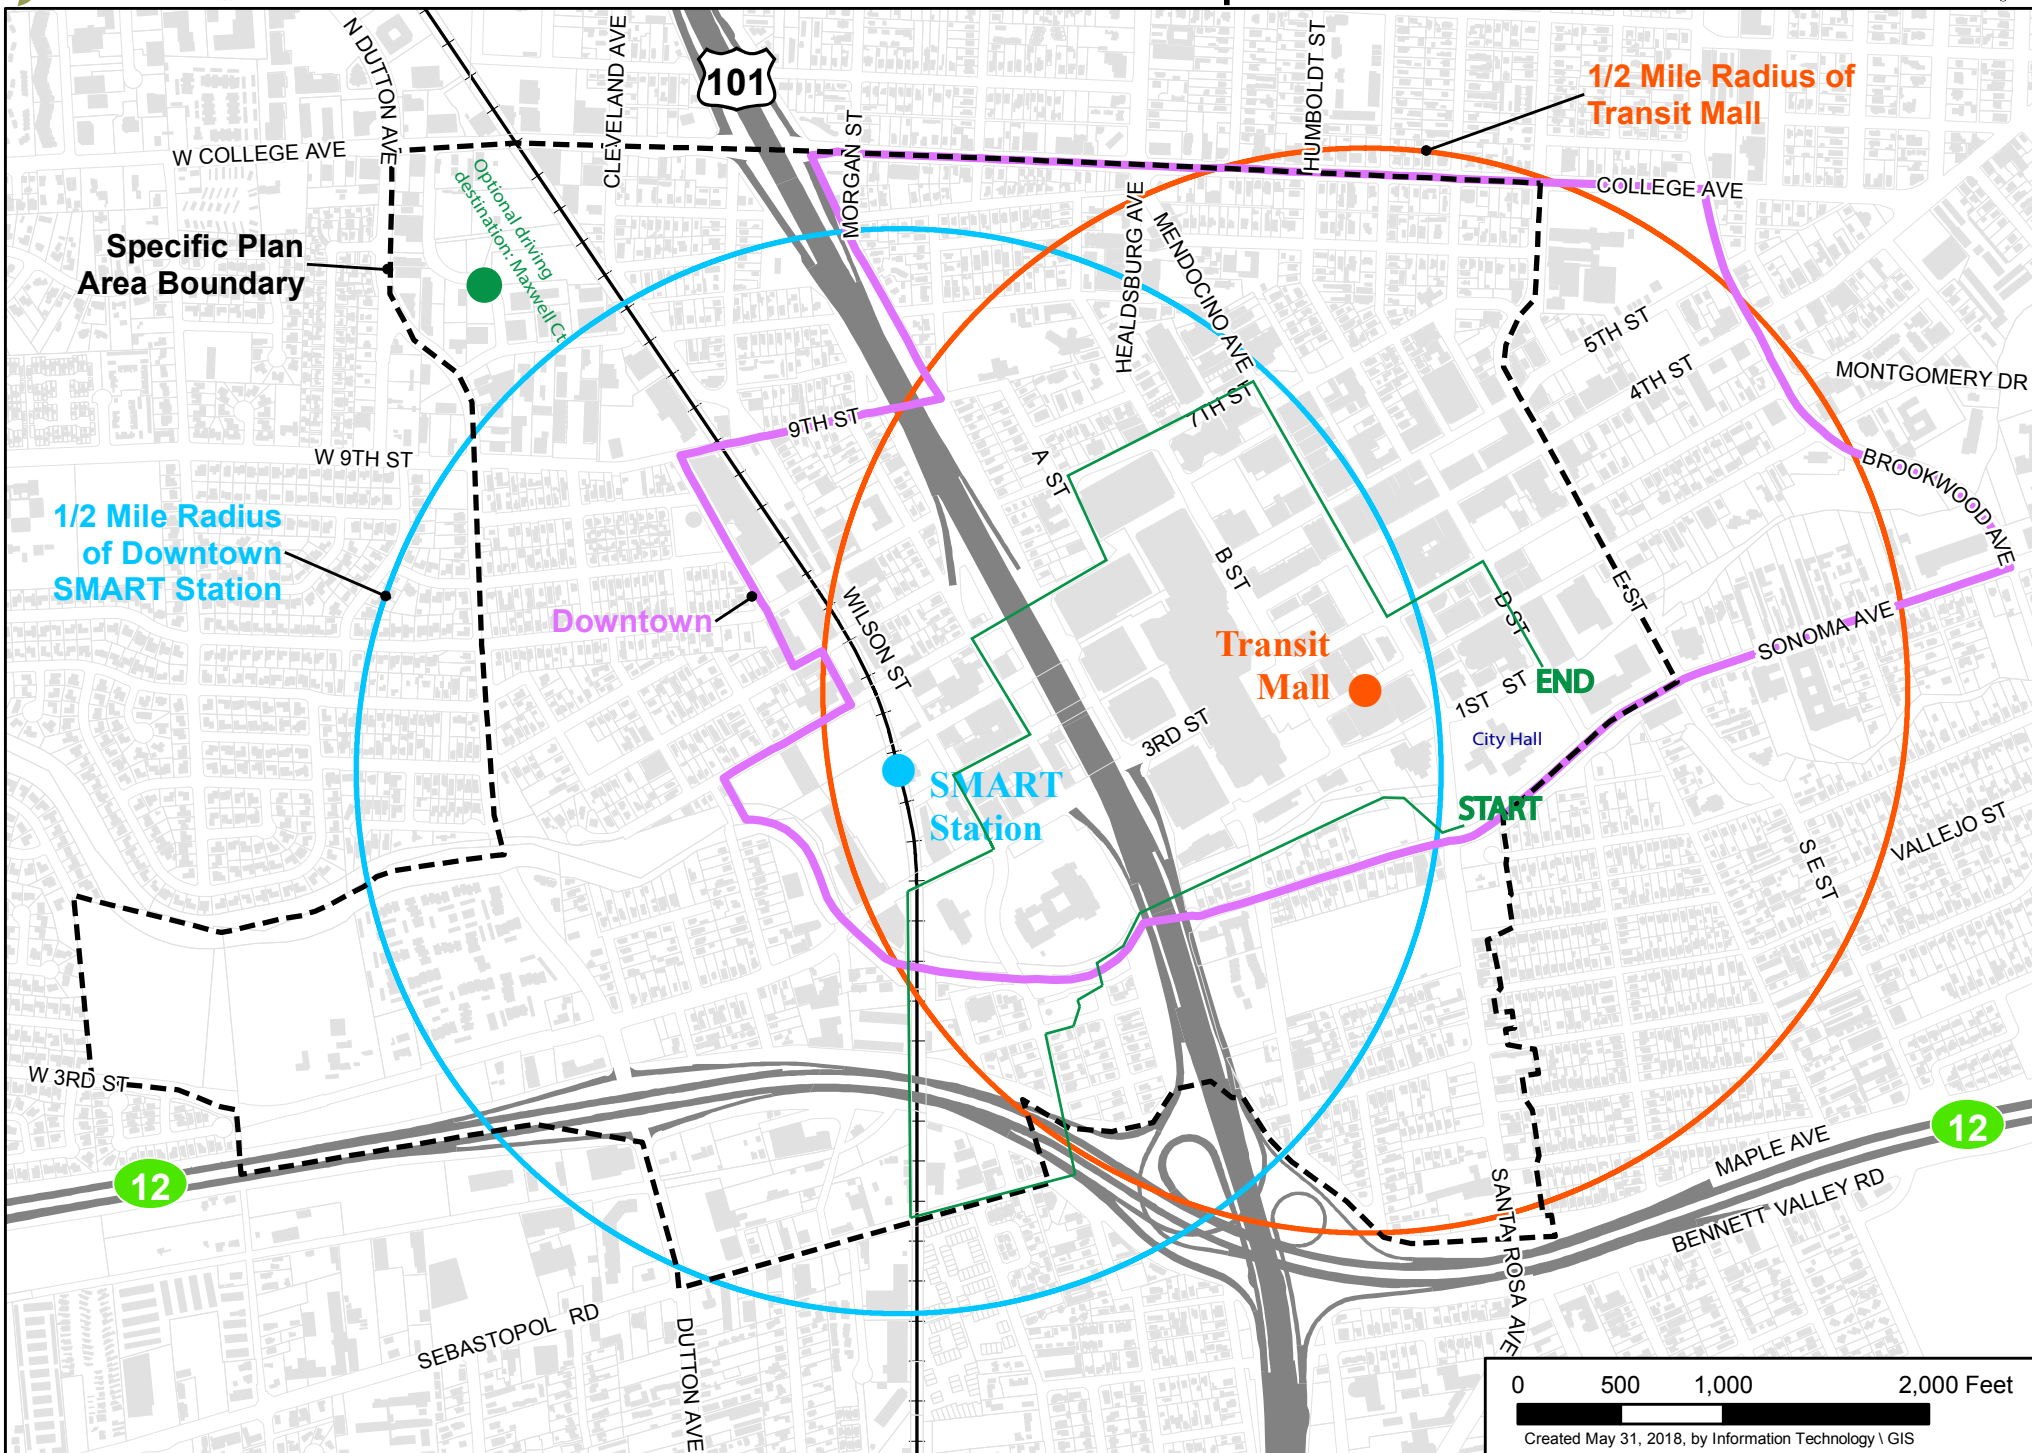 N DUTTON AVE
CLEVELAND AVE
101
HUMBOLDT ST
1/2 Mile Radius of
Transit Mall
W COLLEGE AVE
MORGAN ST
COLLEGE AVE
Optional driving
destination: Maxwell Ct
Specific Plan
Area Boundary
HEALDSBURG AVE
MENDOCINO AVE
5TH ST
4TH ST
MONTGOMERY DR
7TH ST
9TH ST
W 9TH ST
A ST
BROOKWOOD AVE
1/2 Mile Radius
of Downtown
SMART Station
B ST
E ST
D ST
Downtown
WILSON ST
SONOMA AVE
Transit
Mall
END
1ST ST
3RD ST
City Hall
SMART
Station
START
VALLEJO ST
S E ST
W 3RD ST
12
12
MAPLE AVE
BENNETT VALLEY RD
SANTA ROSA AVE
SEBASTOPOL RD
DUTTON AVE
0 500 1,000 2,000 Feet
Created May 31, 2018, by Information Technology \ GIS